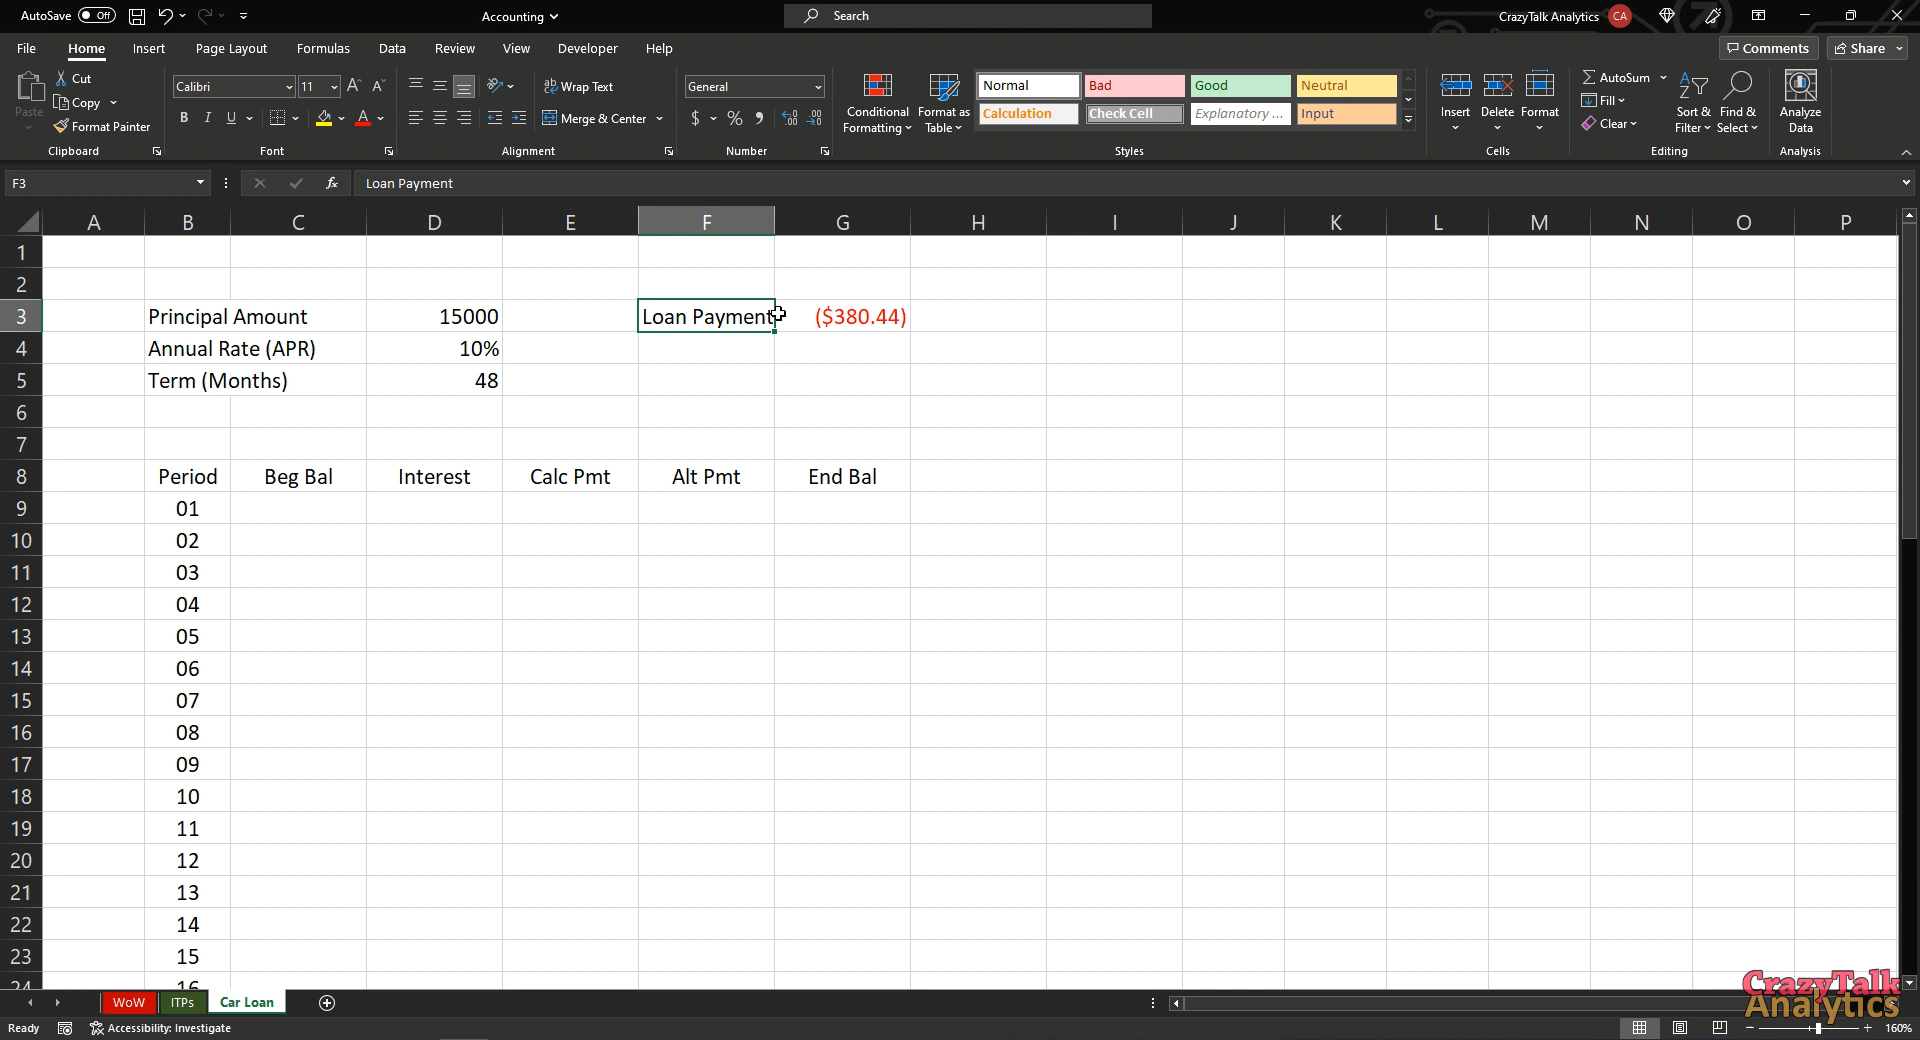 AutoSave Off
Accounting
Search
CrazyTalk Analytics CA
File Home Insert Page Layout Formulas Data Review View Developer Help
Comments Share
Paste
Cut
Copy
Format Painter
Clipboard
Calibri 11
B I U
Font
Wrap Text
Merge & Center
Alignment
General
$ % 9
Number
Conditional Formatting
Format as Table
Normal Bad Good Neutral
Calculation Check Cell Explanatory ... Input
Styles
Insert Delete Format
Cells
AutoSum
Fill
Clear
Sort & Filter
Find & Select
Editing
Analyze Data
Analysis
F3
fx
Loan Payment
A B C D E F G H I J K L M N O P
1
2
3 Principal Amount 15000 Loan Payment ($380.44)
4 Annual Rate (APR) 10%
5 Term (Months) 48
6
7
8 Period Beg Bal Interest Calc Pmt Alt Pmt End Bal
9 01
10 02
11 03
12 04
13 05
14 06
15 07
16 08
17 09
18 10
19 11
20 12
21 13
22 14
23 15
24 16
WoW ITPs Car Loan
CrazyTalk
Analytics
Ready Accessibility: Investigate
160%